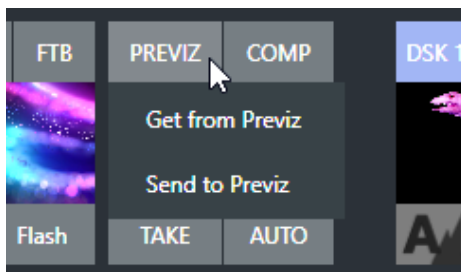 FTB PREVIZ COMP DSK 1
Get from Previz
Send to Previz
Flash TAKE AUTO
A